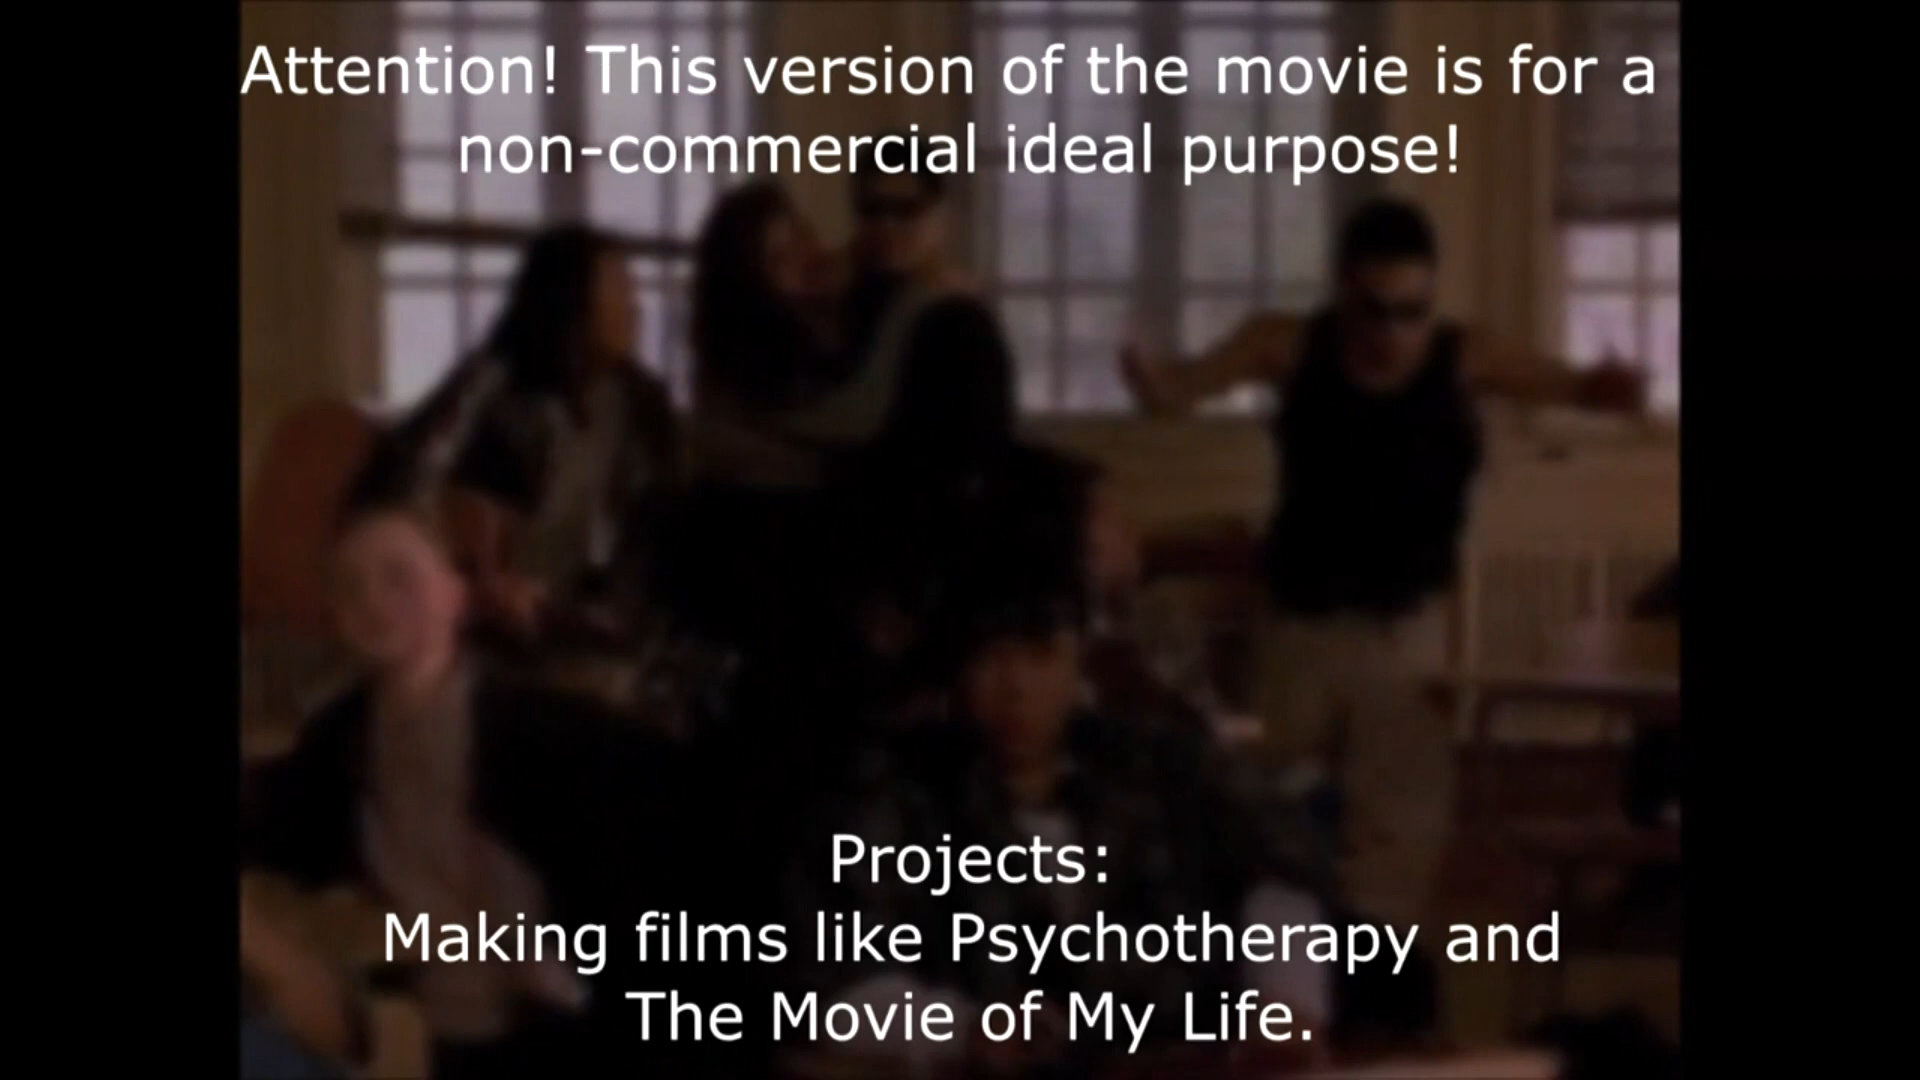 Attention! This version of the movie is for a
non-commercial ideal purpose!
Projects:
Making films like Psychotherapy and
The Movie of My Life.